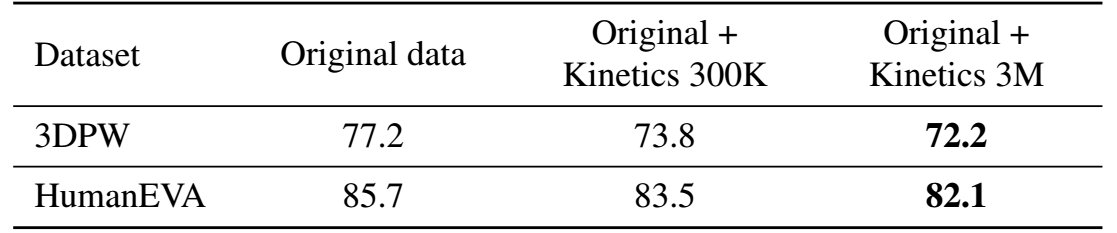 Dataset Original data Original + Kinetics 300K Original + Kinetics 3M
3DPW 77.2 73.8 72.2
HumanEVA 85.7 83.5 82.1